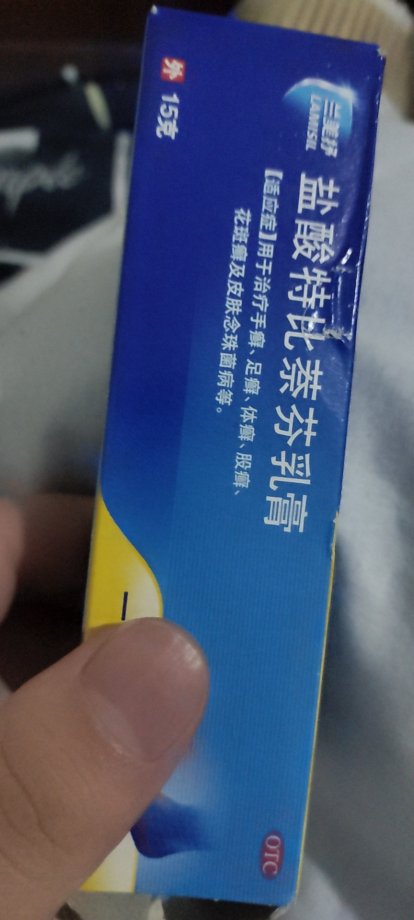 兰美抒
LAMISIL
外 15克
盐酸特比萘芬乳膏
【适应症】用于治疗手癣、足癣、体癣、股癣、
花斑癣及皮肤念珠菌病等。
OTC